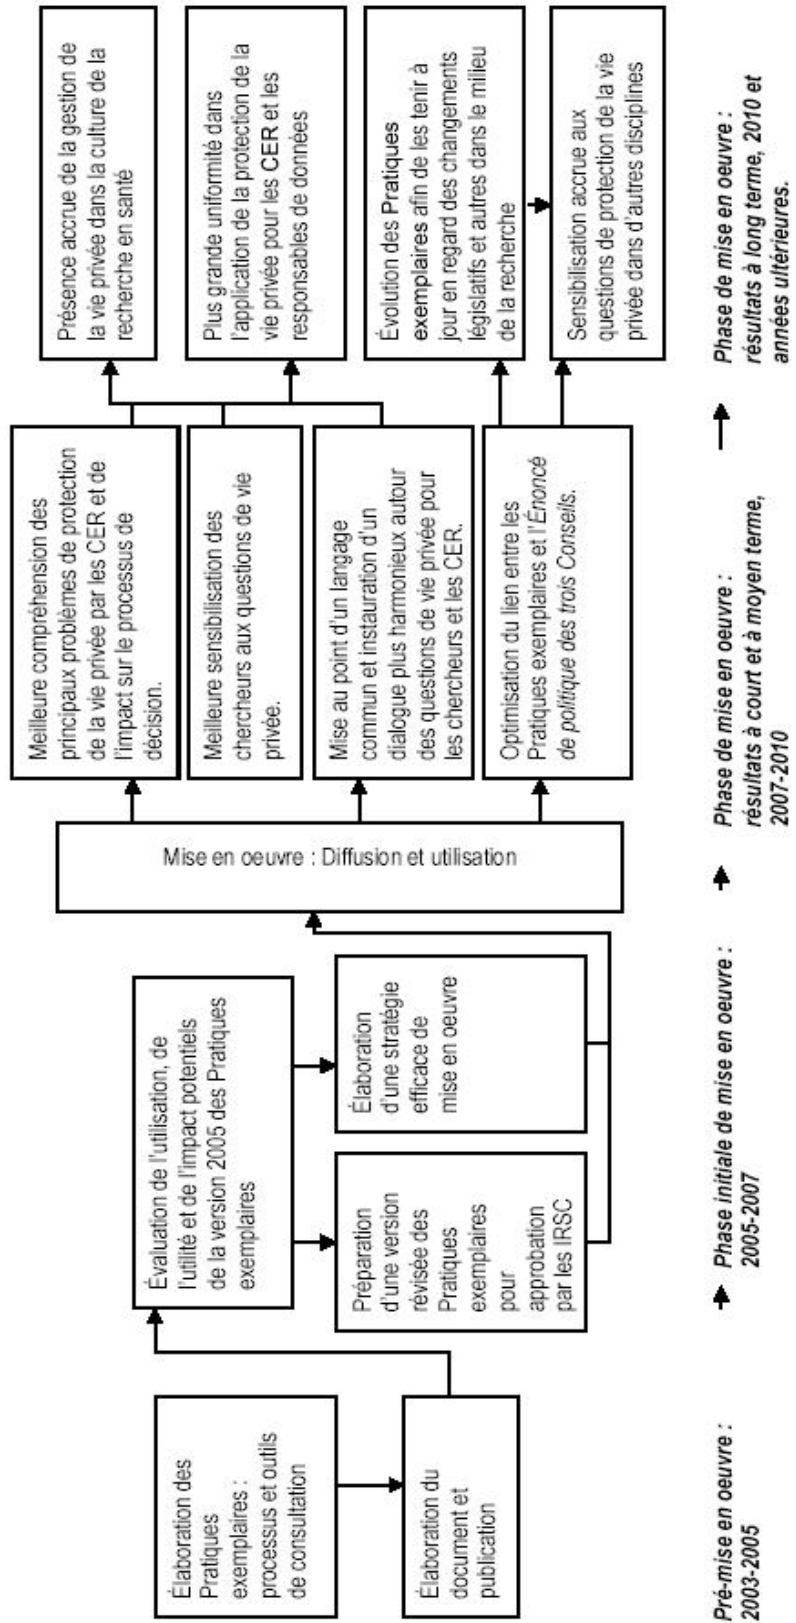 Élaboration des
Pratiques
exemplaires :
processus et outils
de consultation
Élaboration du
document et
publication
Évaluation de l'utilisation, de
l'utilité et de l'impact potentiels
de la version 2005 des Pratiques
exemplaires
Préparation
d'une version
révisée des
Pratiques
exemplaires
pour
approbation
par les IRSC
Élaboration
d'une stratégie
efficace de
mise en oeuvre
Mise en oeuvre : Diffusion et utilisation
Meilleure compréhension des
principaux problèmes de protection
de la vie privée par les CER et de
l'impact sur le processus de
décision.
Meilleure sensibilisation des
chercheurs aux questions de vie
privée.
Mise au point d'un langage
commun et instauration d'un
dialogue plus harmonieux autour
des questions de vie privée pour
les chercheurs et les CER.
Optimisation du lien entre les
Pratiques exemplaires et l'Énoncé
de politique des trois Conseils.
Présence accrue de la gestion de
la vie privée dans la culture de la
recherche en santé
Plus grande uniformité dans
l'application de la protection de la
vie privée pour les CER et les
responsables de données
Évolution des Pratiques
exemplaires afin de les tenir à
jour en regard des changements
législatifs et autres dans le milieu
de la recherche
Sensibilisation accrue aux
questions de protection de la vie
privée dans d'autres disciplines
Pré-mise en oeuvre :
2003-2005
Phase initiale de mise en oeuvre :
2005-2007
Phase de mise en oeuvre :
résultats à court et à moyen terme,
2007-2010
Phase de mise en oeuvre :
résultats à long terme, 2010 et
années ultérieures.